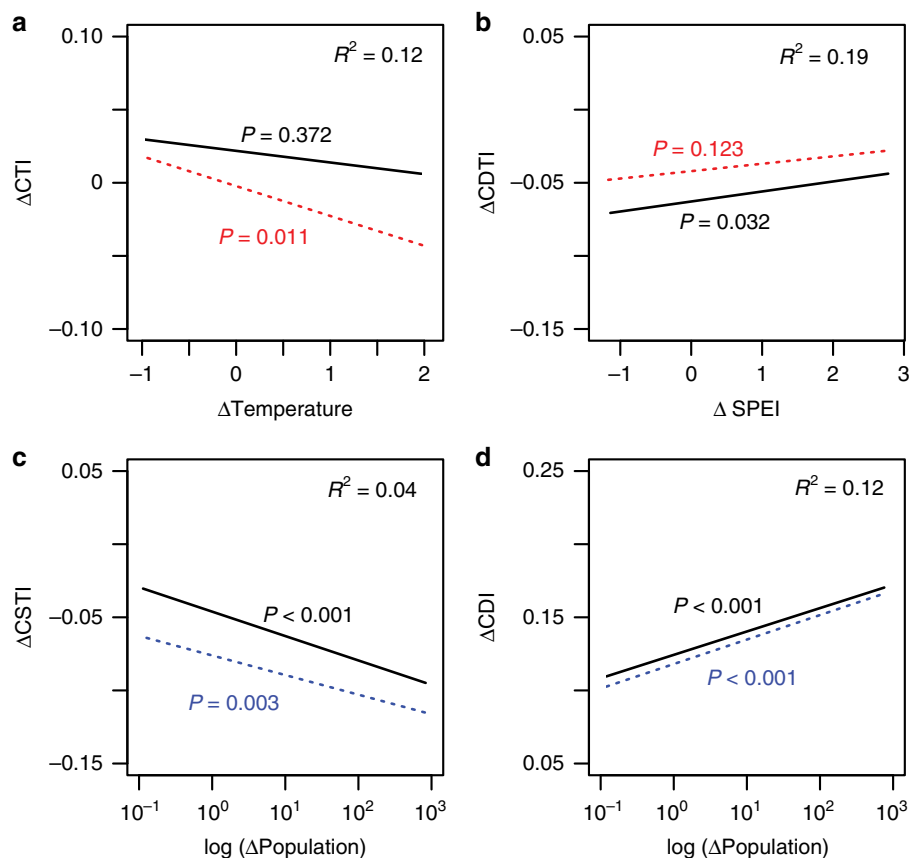 a
0.10
R² = 0.12
P = 0.372
ΔCTI
0
P = 0.011
−0.10
−1
0
1
2
ΔTemperature
b
0.05
R² = 0.19
P = 0.123
ΔCDTI
−0.05
P = 0.032
−0.15
−1
0
1
2
3
Δ SPEI
c
0.05
R² = 0.04
ΔCSTI
−0.05
P < 0.001
P = 0.003
−0.15
10⁻¹
10⁰
10¹
10²
10³
log (ΔPopulation)
d
0.25
R² = 0.12
ΔCDI
0.15
P < 0.001
P < 0.001
0.05
10⁻¹
10⁰
10¹
10²
10³
log (ΔPopulation)